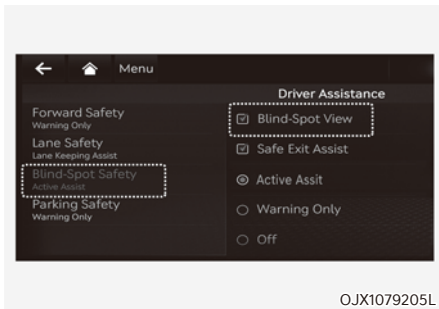 Menu
Driver Assistance
Forward Safety
Warning Only
Lane Safety
Lane Keeping Assist
Blind-Spot Safety
Active Assist
Parking Safety
Warning Only
Blind-Spot View
Safe Exit Assist
Active Assit
Warning Only
Off
OJX1079205L